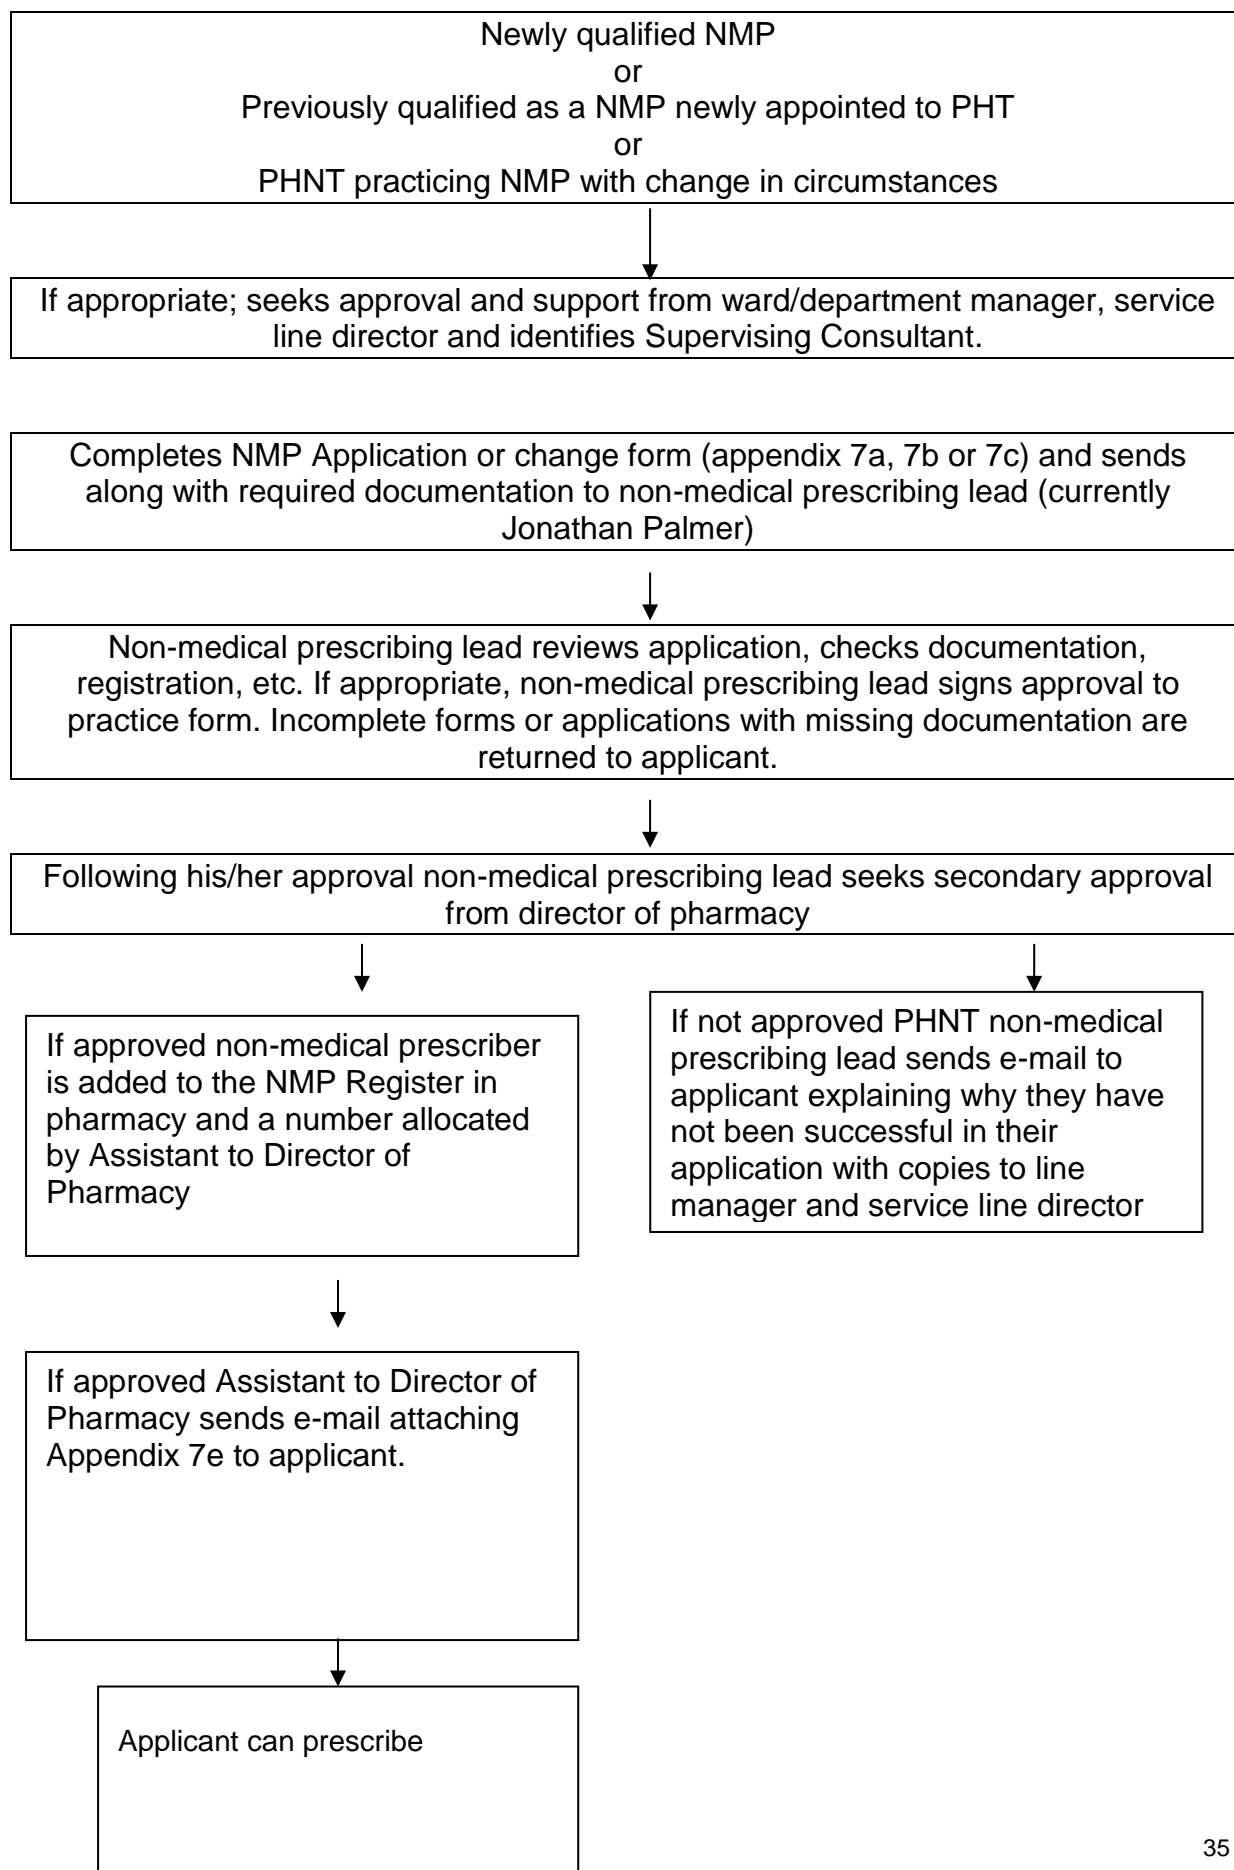 Newly qualified NMP
or
Previously qualified as a NMP newly appointed to PHT
or
PHNT practicing NMP with change in circumstances
If appropriate; seeks approval and support from ward/department manager, service
line director and identifies Supervising Consultant.
Completes NMP Application or change form (appendix 7a, 7b or 7c) and sends
along with required documentation to non-medical prescribing lead (currently
Jonathan Palmer)
Non-medical prescribing lead reviews application, checks documentation,
registration, etc. If appropriate, non-medical prescribing lead signs approval to
practice form. Incomplete forms or applications with missing documentation are
returned to applicant.
Following his/her approval non-medical prescribing lead seeks secondary approval
from director of pharmacy
If approved non-medical prescriber
is added to the NMP Register in
pharmacy and a number allocated
by Assistant to Director of
Pharmacy
If not approved PHNT non-medical
prescribing lead sends e-mail to
applicant explaining why they have
not been successful in their
application with copies to line
manager and service line director
If approved Assistant to Director of
Pharmacy sends e-mail attaching
Appendix 7e to applicant.
Applicant can prescribe
35